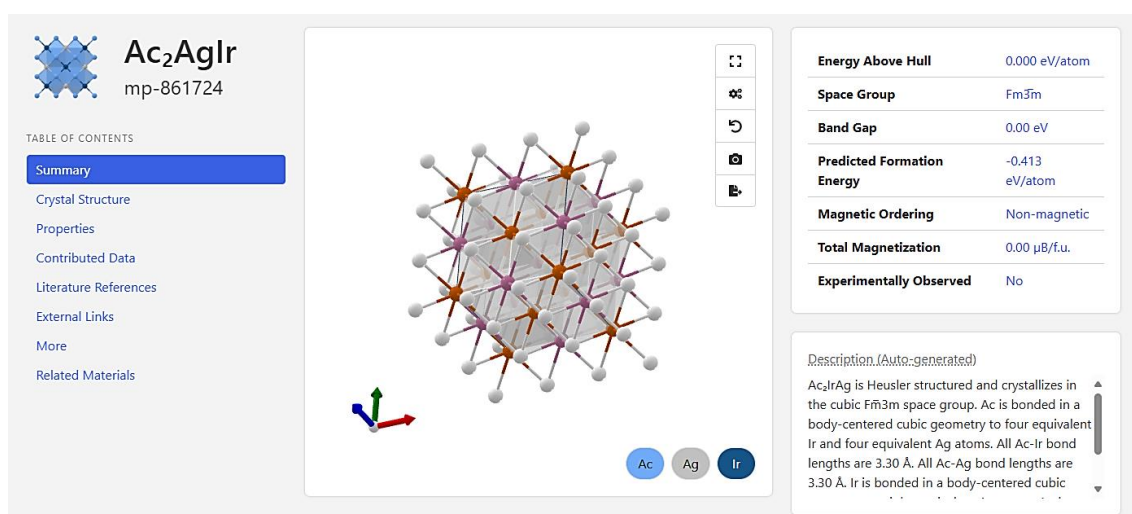 Ac₂AgIr
mp-861724
TABLE OF CONTENTS
Summary
Crystal Structure
Properties
Contributed Data
Literature References
External Links
More
Related Materials
Ac
Ag
Ir
Energy Above Hull 0.000 eV/atom
Space Group Fm3̅m
Band Gap 0.00 eV
Predicted Formation -0.413
Energy eV/atom
Magnetic Ordering Non-magnetic
Total Magnetization 0.00 µB/f.u.
Experimentally Observed No
Description (Auto-generated)
Ac₂IrAg is Heusler structured and crystallizes in
the cubic Fm̅3m space group. Ac is bonded in a
body-centered cubic geometry to four equivalent
Ir and four equivalent Ag atoms. All Ac-Ir bond
lengths are 3.30 Å. All Ac-Ag bond lengths are
3.30 Å. Ir is bonded in a body-centered cubic